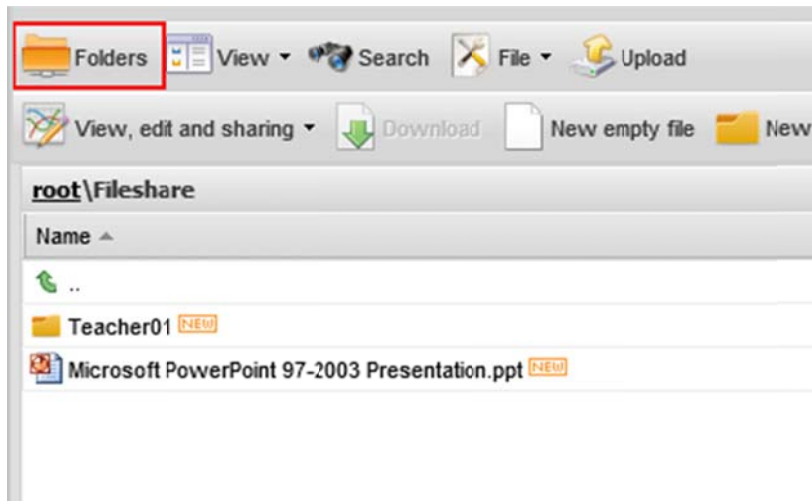 Folders View Search File Upload
View, edit and sharing Download New empty file New
root\Fileshare
Name
..
Teacher01 NEW
Microsoft PowerPoint 97-2003 Presentation.ppt NEW